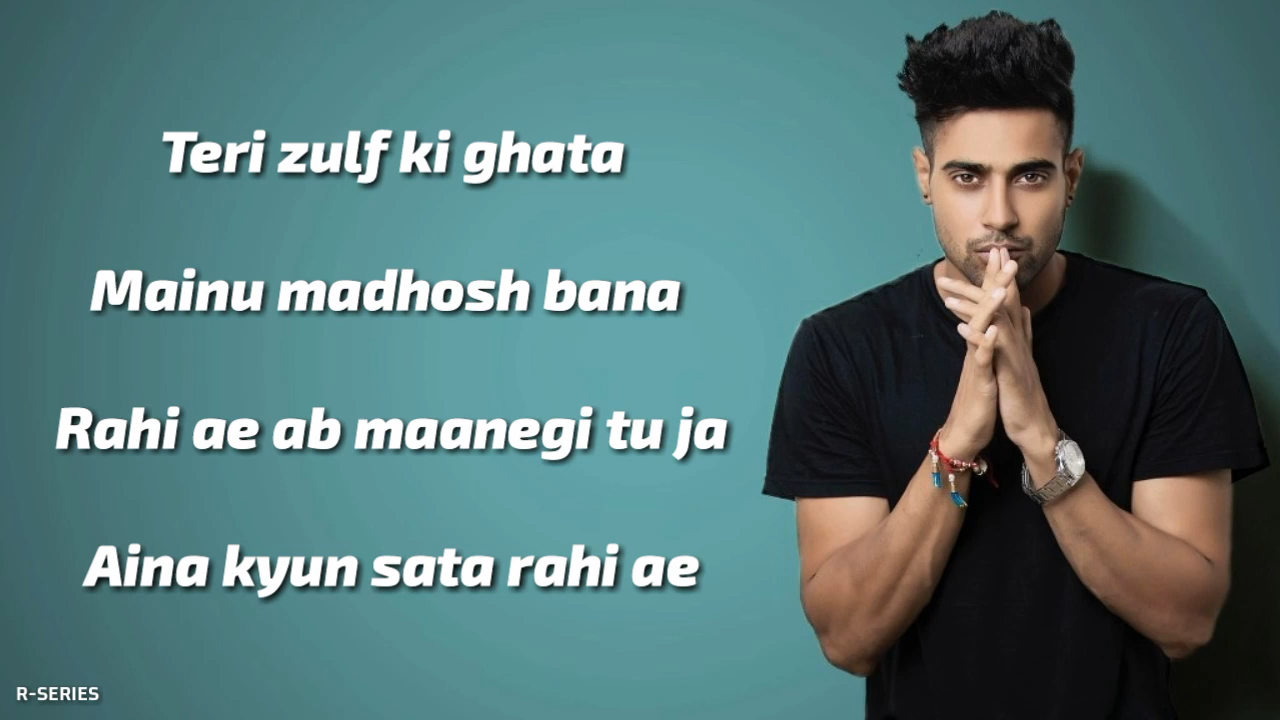 Teri zulf ki ghata
Mainu madhosh bana
Rahi ae ab maanegi tu ja
Aina kyun sata rahi ae
R-SERIES